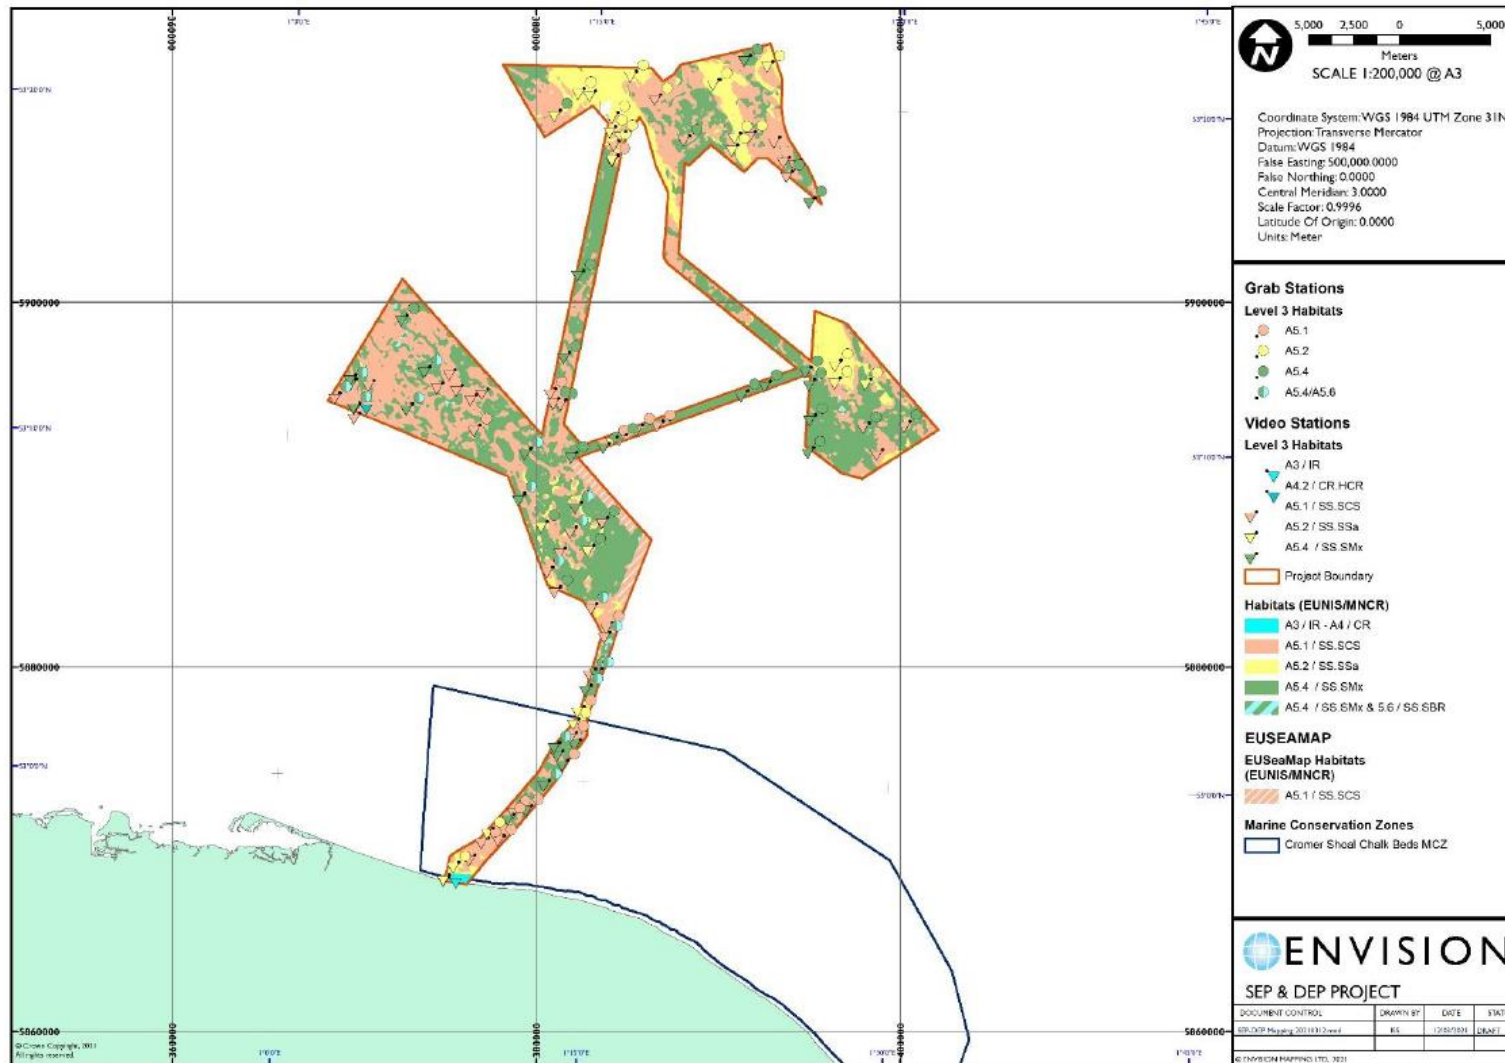 5,000 2,500 0 5,000
Meters
SCALE 1:200,000 @ A3
N
Coordinate System: WGS 1984 UTM Zone 31N
Projection: Transverse Mercator
Datum: WGS 1984
False Easting: 500,000.0000
False Northing: 0.0000
Central Meridian: 3.0000
Scale Factor: 0.9996
Latitude Of Origin: 0.0000
Units: Meter
Grab Stations
Level 3 Habitats
A5.1
A5.2
A5.4
A5.4/A5.6
Video Stations
Level 3 Habitats
A3 / IR
A4.2 / CR.HCR
A5.1 / SS.SCS
A5.2 / SS.SSa
A5.4 / SS.SMx
Project Boundary
Habitats (EUNIS/MNCR)
A3 / IR - A4 / CR
A5.1 / SS.SCS
A5.2 / SS.SSa
A5.4 / SS.SMx
A5.4 / SS.SMx & 5.6 / SS.SBR
EUSEAMAP
EUSeaMap Habitats
(EUNIS/MNCR)
A5.1 / SS.SCS
Marine Conservation Zones
Cromer Shoal Chalk Beds MCZ
ENVISION
SEP & DEP PROJECT
DOCUMENT CONTROL DRAWN BY DATE STAT
DRAFT
© ENVISION MAPPING LTD, 2021
5900000 5900000
5880000 5880000
5860000 5860000
© Crown Copyright, 2021
All rights reserved.